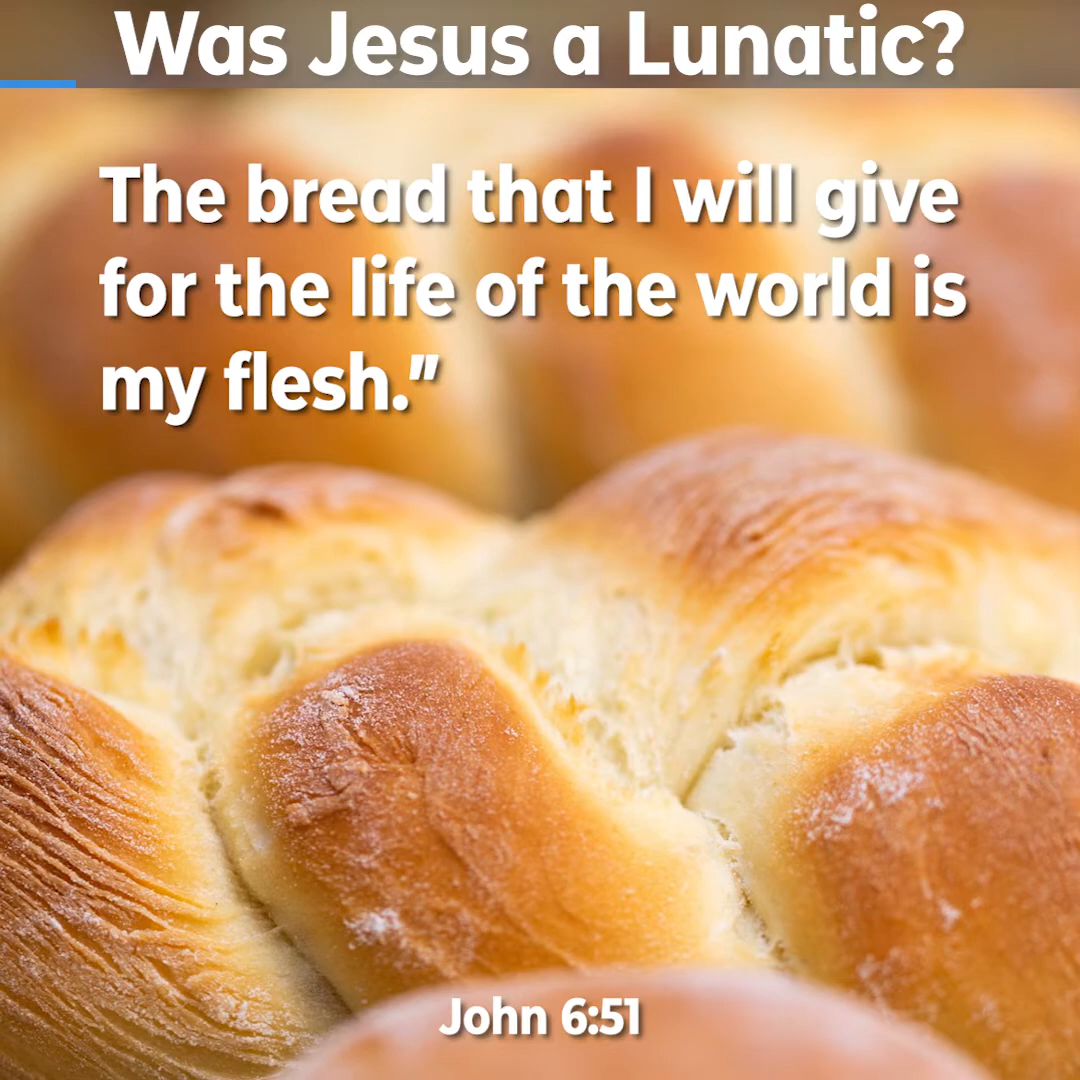 Was Jesus a Lunatic?
The bread that I will give
for the life of the world is
my flesh.”
John 6:51